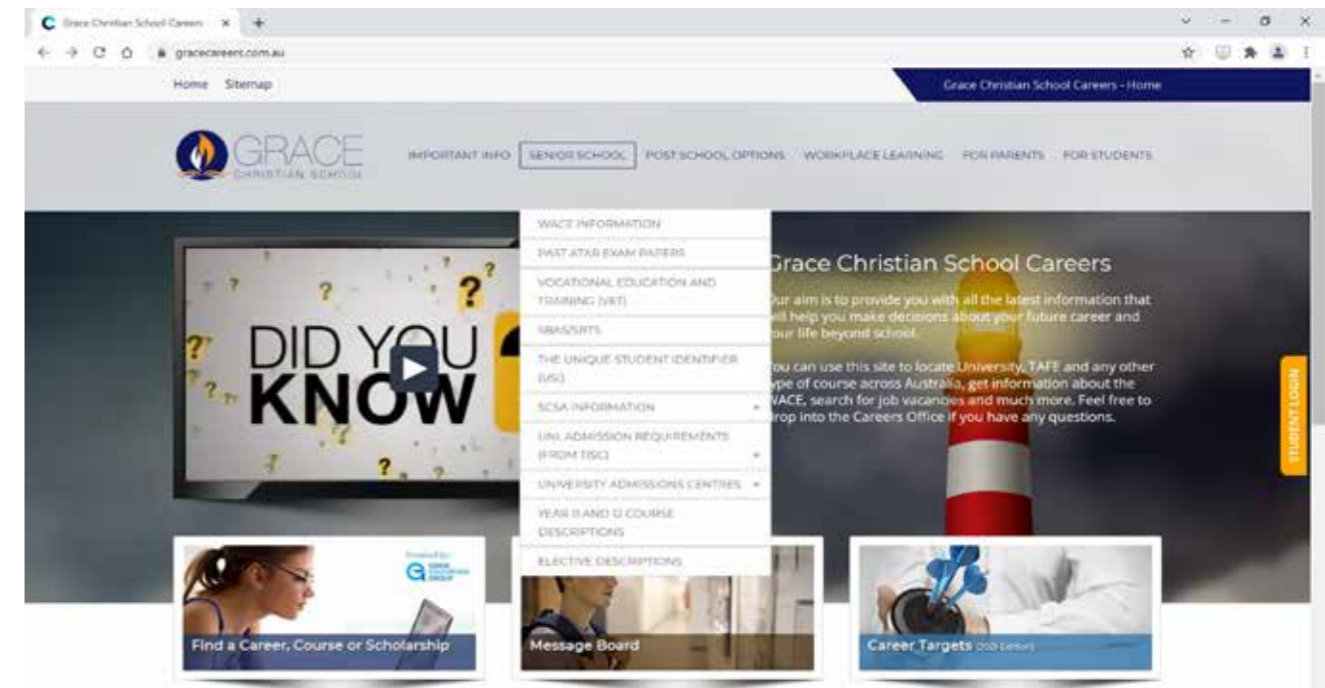 Grace Christian School Careers
gracecareers.com.au
Home Sitemap
Grace Christian School Careers - Home
GRACE
CHRISTIAN SCHOOL
IMPORTANT INFO SENIOR SCHOOL POST SCHOOL OPTIONS WORKPLACE LEARNING FOR PARENTS FOR STUDENTS
WACE INFORMATION
PAST ATAR EXAM PAPERS
VOCATIONAL EDUCATION AND
TRAINING (VET)
SBAS/SBTS
THE UNIQUE STUDENT IDENTIFIER
(USI)
SCSA INFORMATION
UNI. ADMISSION REQUIREMENTS
(FROM TISC)
UNIVERSITY ADMISSIONS CENTRES
YEAR 11 AND 12 COURSE
DESCRIPTIONS
ELECTIVE DESCRIPTIONS
DID YOU
KNOW
Grace Christian School Careers
aim is to provide you with all the latest information that
help you make decisions about your future career and
life beyond school.
can use this site to locate University, TAFE and any other
of course across Australia, get information about the
WACE, search for job vacancies and much more. Feel free to
drop into the Careers Office if you have any questions.
STUDENT LOGIN
Powered by:
GROUP
Find a Career, Course or Scholarship
Message Board
Career Targets